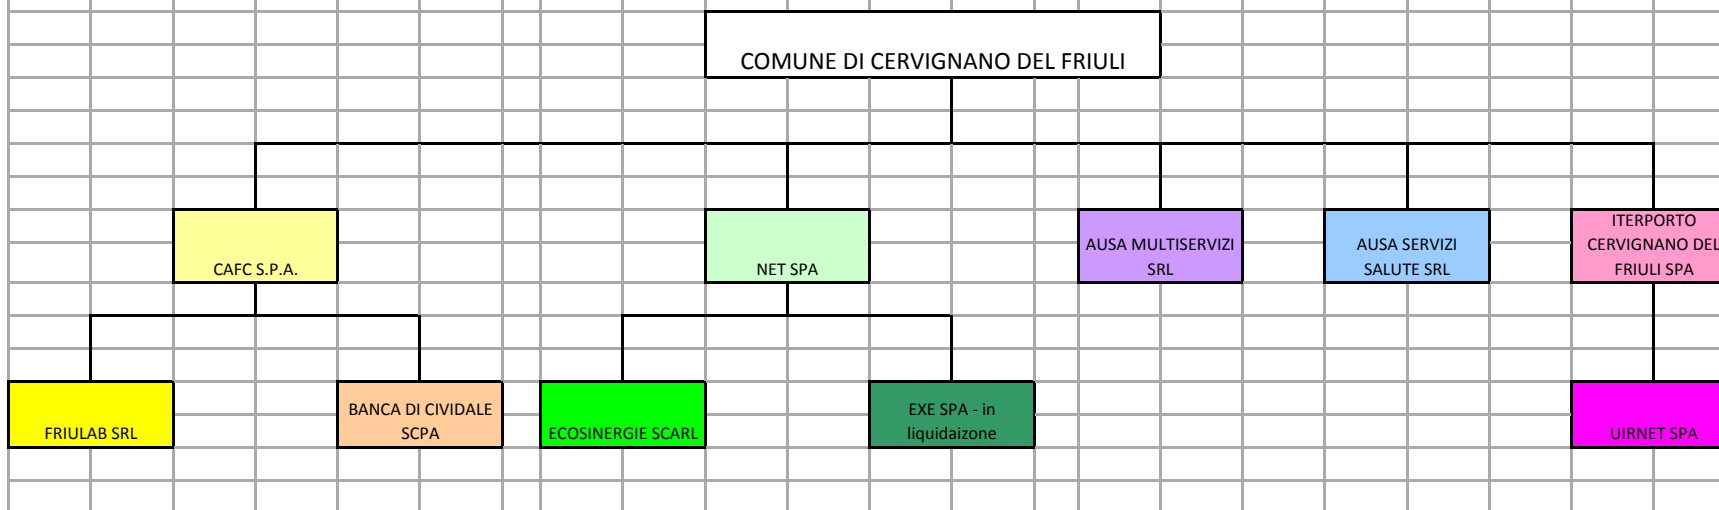 COMUNE DI CERVIGNANO DEL FRIULI
CAFC S.P.A.
NET SPA
AUSA MULTISERVIZI
SRL
AUSA SERVIZI
SALUTE SRL
ITERPORTO
CERVIGNANO DEL
FRIULI SPA
FRIULAB SRL
BANCA DI CIVIDALE
SCPA
ECOSINERGIE SCARL
EXE SPA - in
liquidaizone
UIRNET SPA